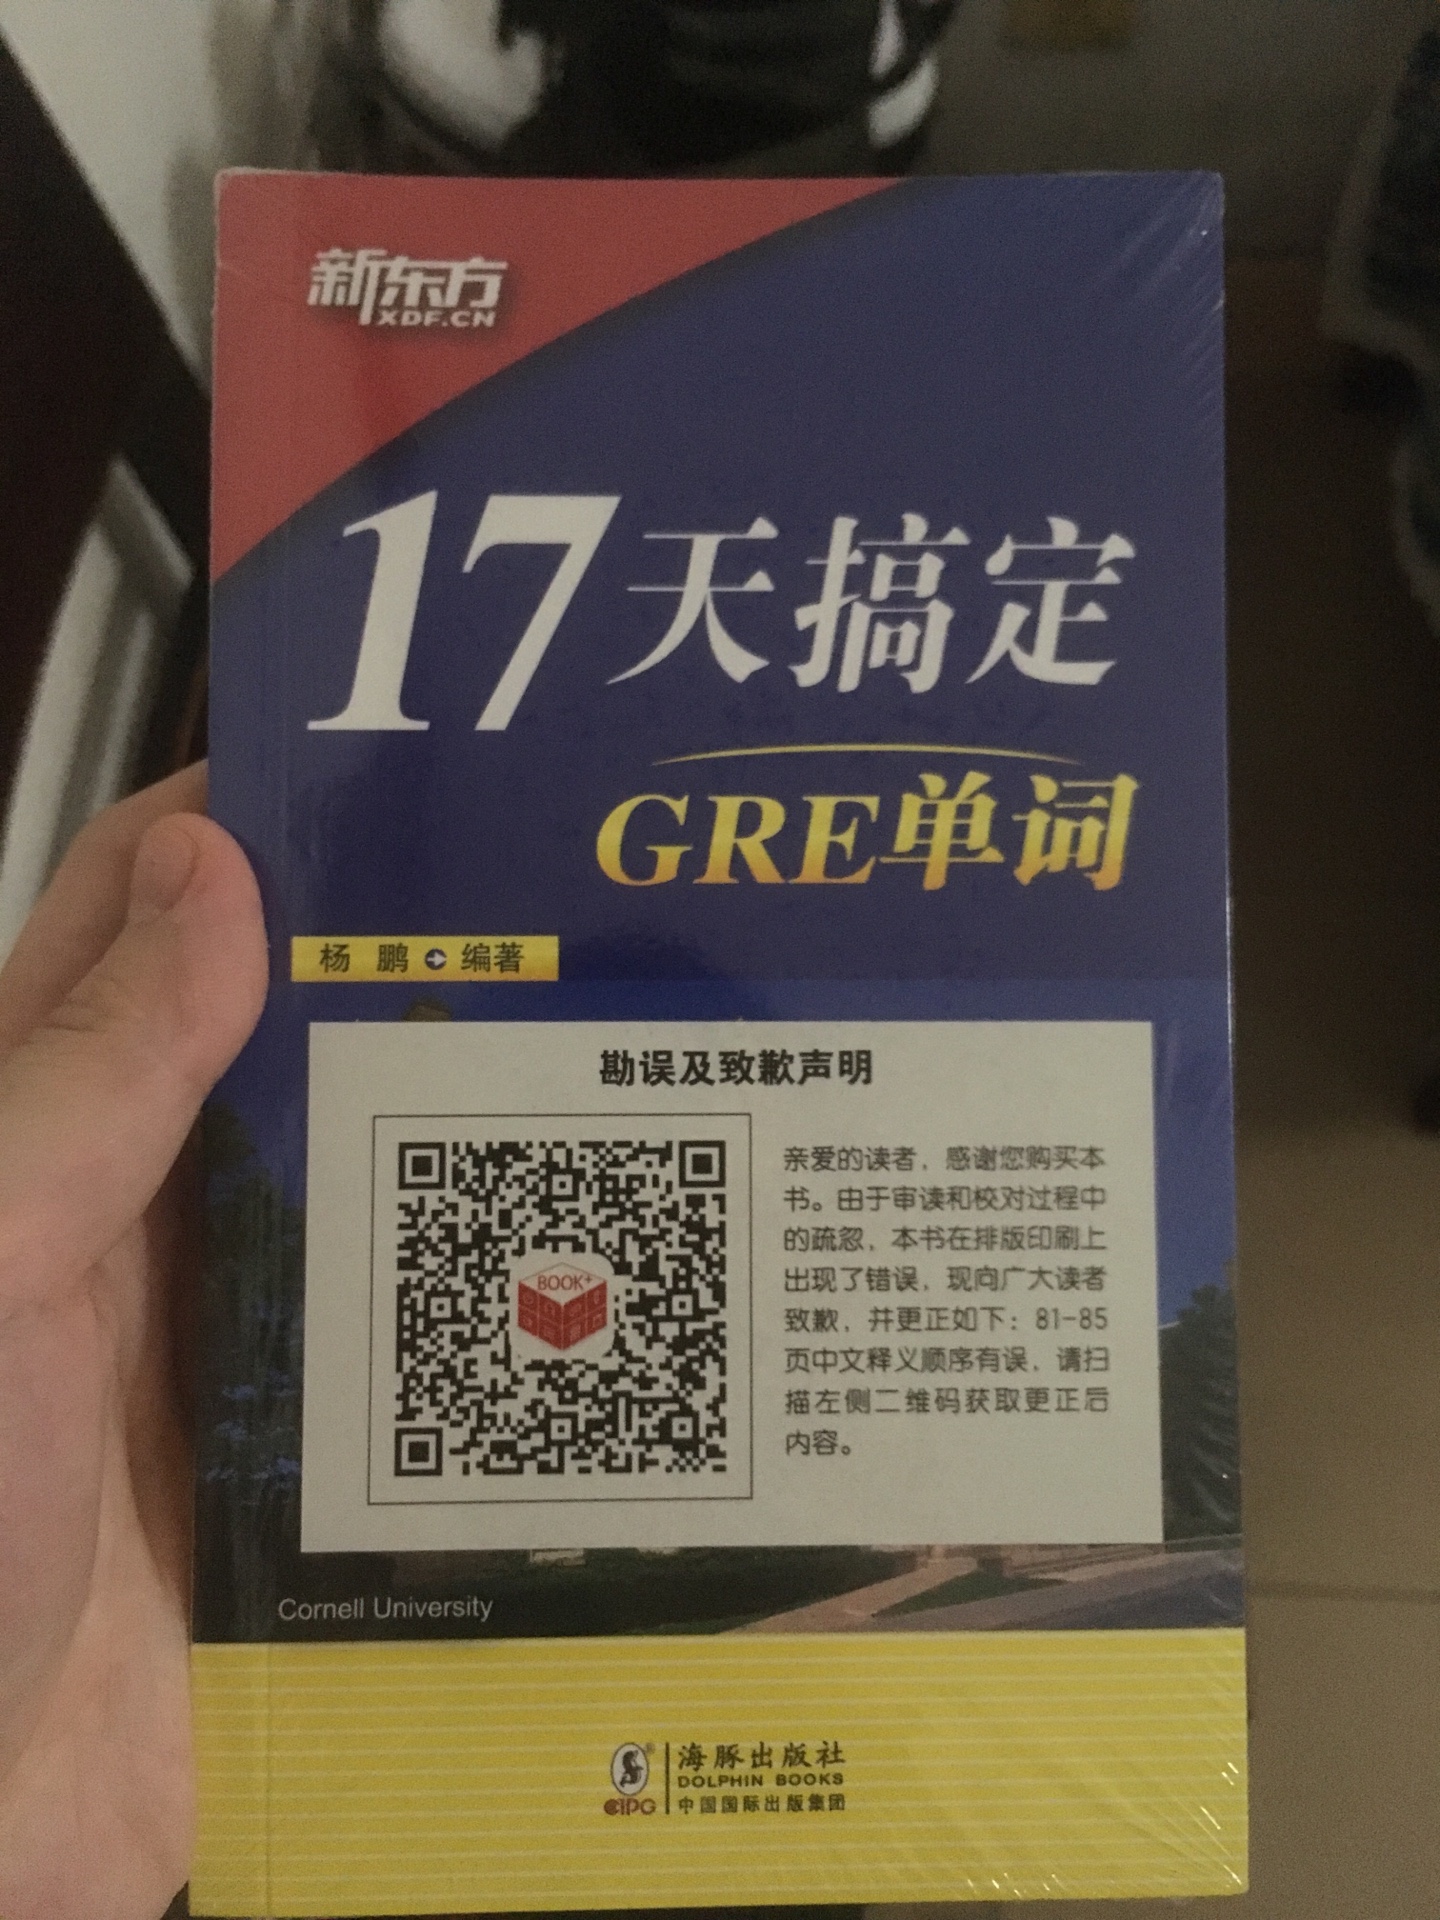 新东方
XDF.CN
17天搞定
GRE单词
杨 鹏 编著
勘误及致歉声明
BOOK+
亲爱的读者，感谢您购买本
书。由于审读和校对过程中
的疏忽，本书在排版印刷上
出现了错误，现向广大读者
致歉，并更正如下：81-85
页中文释义顺序有误，请扫
描左侧二维码获取更正后
内容。
Cornell University
海豚出版社
DOLPHIN BOOKS
CIPG 中国国际出版集团